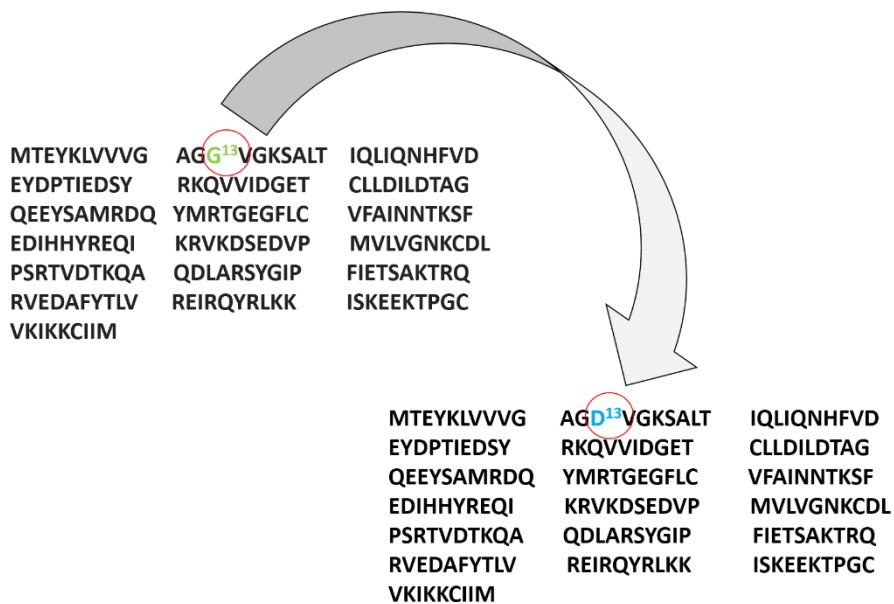 MTEYKLVVVG AGG¹³VGKSALT IQLIQNHFVD
EYDPTIEDSY RKQVVIDGET CLLDILDTAG
QEEYSAMRDQ YMRTGEGFLC VFAINNTKSF
EDIHHYREQI KRVKDSEDVP MVLVGNKCDL
PSRTVDTKQA QDLARSYGIP FIETSAKTRQ
RVEDAFYTLV REIRQYRLKK ISKEEKTPGC
VKIKKCIIM
MTEYKLVVVG AGD¹³VGKSALT IQLIQNHFVD
EYDPTIEDSY RKQVVIDGET CLLDILDTAG
QEEYSAMRDQ YMRTGEGFLC VFAINNTKSF
EDIHHYREQI KRVKDSEDVP MVLVGNKCDL
PSRTVDTKQA QDLARSYGIP FIETSAKTRQ
RVEDAFYTLV REIRQYRLKK ISKEEKTPGC
VKIKKCIIM